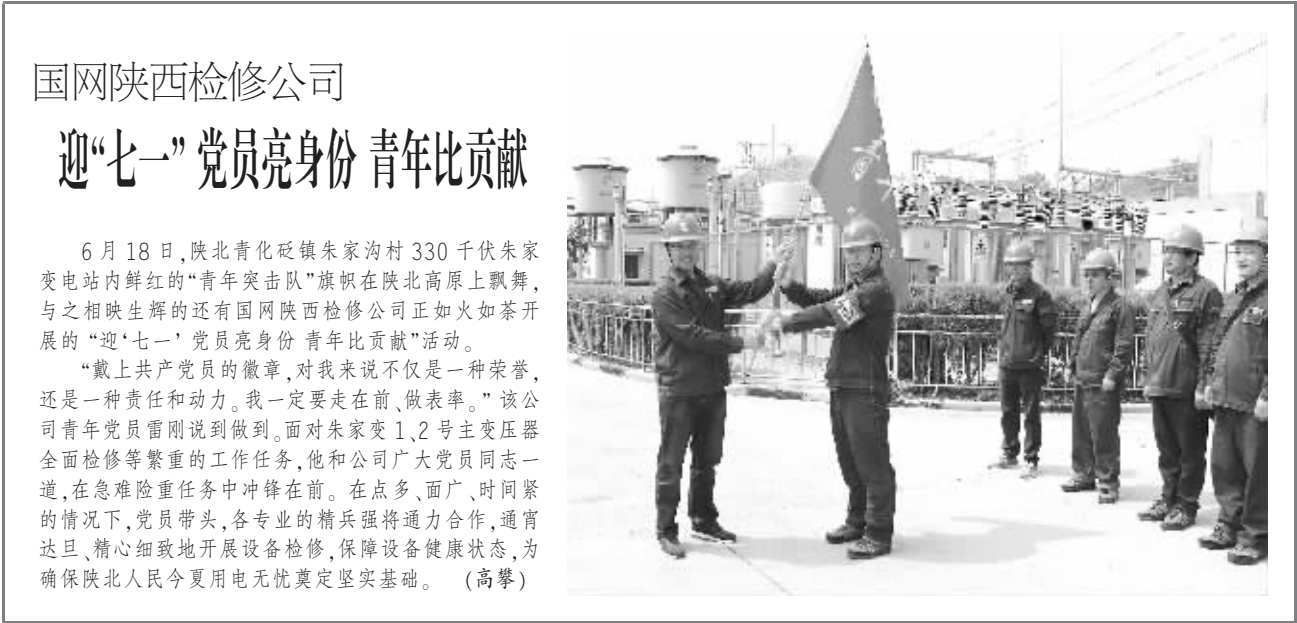 国网陕西检修公司
迎“七一” 党员亮身份 青年比贡献
6月18日,陕北青化砭镇朱家沟村330千伏朱家
变电站内鲜红的“青年突击队”旗帜在陕北高原上飘舞,
与之相映生辉的还有国网陕西检修公司正如火如荼开
展的 “迎‘七一’ 党员亮身份 青年比贡献”活动。
“戴上共产党员的徽章,对我来说不仅是一种荣誉,
还是一种责任和动力。我一定要走在前、做表率。”该公
司青年党员雷刚说到做到。面对朱家变1、2号主变压器
全面检修等繁重的工作任务,他和公司广大党员同志一
道,在急难险重任务中冲锋在前。在点多、面广、时间紧
的情况下,党员带头,各专业的精兵强将通力合作,通宵
达旦、精心细致地开展设备检修,保障设备健康状态,为
确保陕北人民今夏用电无忧奠定坚实基础。 (高攀)